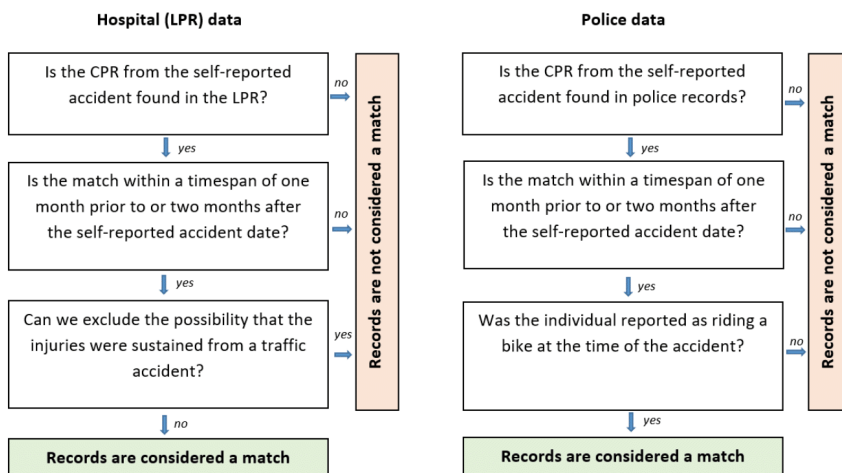 Hospital (LPR) data
Is the CPR from the self-reported
accident found in the LPR?
no
yes
Is the match within a timespan of one
month prior to or two months after
the self-reported accident date?
no
yes
Can we exclude the possibility that the
injuries were sustained from a traffic
accident?
yes
no
Records are considered a match
Records are not considered a match
Police data
Is the CPR from the self-reported
accident found in police records?
no
yes
Is the match within a timespan of one
month prior to or two months after
the self-reported accident date?
no
yes
Was the individual reported as riding a
bike at the time of the accident?
no
yes
Records are considered a match
Records are not considered a match